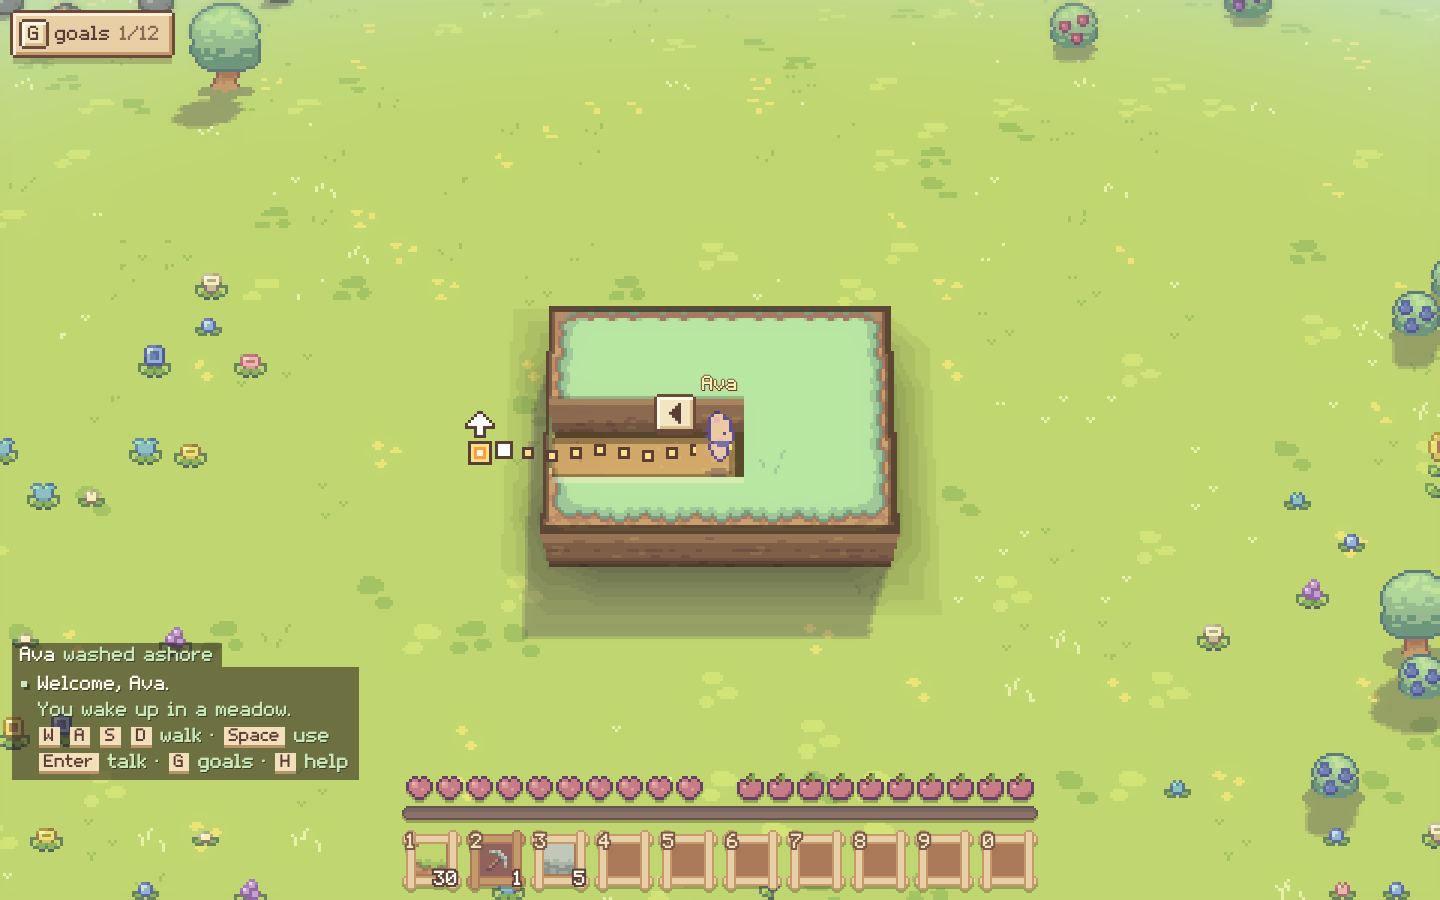 G goals 1/12
Ava
Ava washed ashore
Welcome, Ava.
You wake up in a meadow.
W A S D walk · Space use
Enter talk · G goals · H help
1 2 3 4 5 6 7 8 9 0
30 1 5